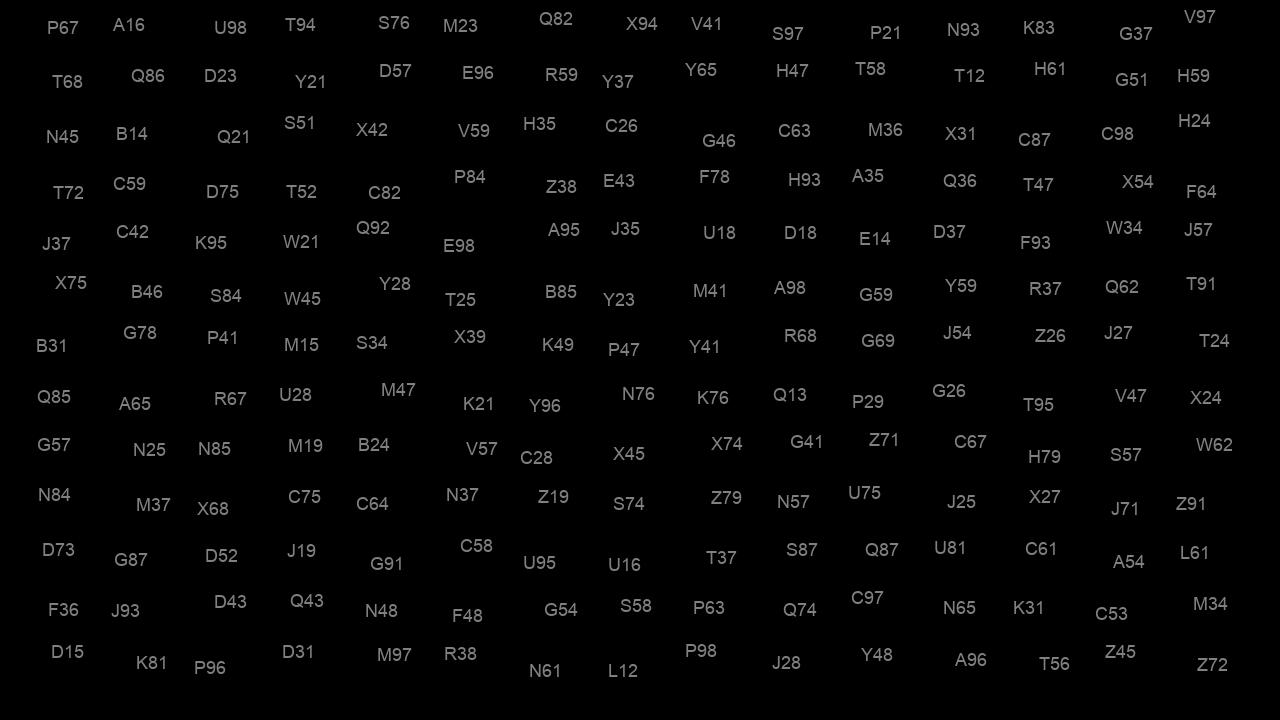 P67 A16 U98 T94 S76 M23 Q82 X94 V41 S97 P21 N93 K83 G37 V97
T68 Q86 D23 Y21 D57 E96 R59 Y37 Y65 H47 T58 T12 H61 G51 H59
N45 B14 Q21 S51 X42 V59 H35 C26 G46 C63 M36 X31 C87 C98 H24
T72 C59 D75 T52 C82 P84 Z38 E43 F78 H93 A35 Q36 T47 X54 F64
J37 C42 K95 W21 Q92 E98 A95 J35 U18 D18 E14 D37 F93 W34 J57
X75 B46 S84 W45 Y28 T25 B85 Y23 M41 A98 G59 Y59 R37 Q62 T91
B31 G78 P41 M15 S34 X39 K49 P47 Y41 R68 G69 J54 Z26 J27 T24
Q85 A65 R67 U28 M47 K21 Y96 N76 K76 Q13 P29 G26 T95 V47 X24
G57 N25 N85 M19 B24 V57 C28 X45 X74 G41 Z71 C67 H79 S57 W62
N84 M37 X68 C75 C64 N37 Z19 S74 Z79 N57 U75 J25 X27 J71 Z91
D73 G87 D52 J19 G91 C58 U95 U16 T37 S87 Q87 U81 C61 A54 L61
F36 J93 D43 Q43 N48 F48 G54 S58 P63 Q74 C97 N65 K31 C53 M34
D15 K81 P96 D31 M97 R38 N61 L12 P98 J28 Y48 A96 T56 Z45 Z72